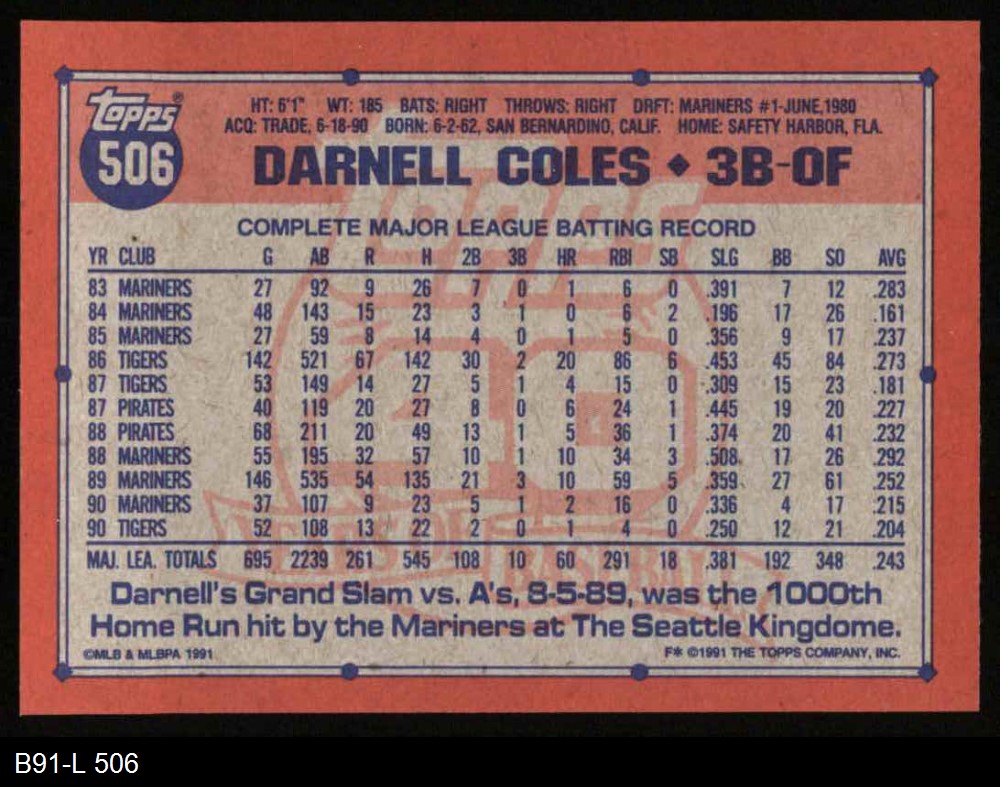 topps®
506
HT: 6'1" WT: 185 BATS: RIGHT THROWS: RIGHT DRFT: MARINERS #1-JUNE,1980
ACQ: TRADE, 6-18-90 BORN: 6-2-62, SAN BERNARDINO, CALIF. HOME: SAFETY HARBOR, FLA.
DARNELL COLES ◆ 3B-OF
COMPLETE MAJOR LEAGUE BATTING RECORD
YR CLUB G AB R H 2B 3B HR RBI SB SLG BB SO AVG
83 MARINERS 27 92 9 26 7 0 1 6 0 .391 7 12 .283
84 MARINERS 48 143 15 23 3 1 0 6 2 .196 17 26 .161
85 MARINERS 27 59 8 14 4 0 1 5 0 .356 9 17 .237
86 TIGERS 142 521 67 142 30 2 20 86 6 .453 45 84 .273
87 TIGERS 53 149 14 27 5 1 4 15 0 .309 15 23 .181
87 PIRATES 40 119 20 27 8 0 6 24 1 .445 19 20 .227
88 PIRATES 68 211 20 49 13 1 5 36 1 .374 20 41 .232
88 MARINERS 55 195 32 57 10 1 10 34 3 .508 17 26 .292
89 MARINERS 146 535 54 135 21 3 10 59 5 .359 27 61 .252
90 MARINERS 37 107 9 23 5 1 2 16 0 .336 4 17 .215
90 TIGERS 52 108 13 22 2 0 1 4 0 .250 12 21 .204
MAJ. LEA. TOTALS 695 2239 261 545 108 10 60 291 18 .381 192 348 .243
Topps
40
YEARS OF BASEBALL
Darnell's Grand Slam vs. A's, 8-5-89, was the 1000th
Home Run hit by the Mariners at The Seattle Kingdome.
©MLB & MLBPA 1991 F* ©1991 THE TOPPS COMPANY, INC.
B91-L 506